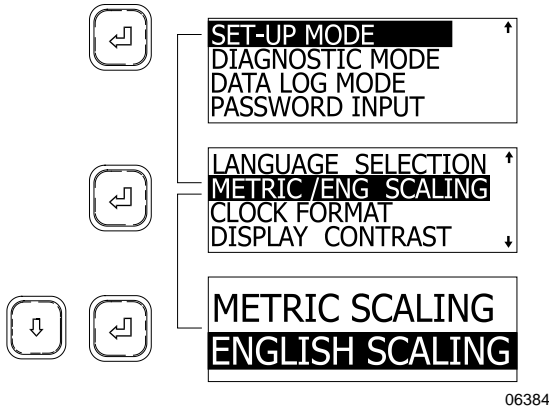 SET-UP MODE
DIAGNOSTIC MODE
DATA LOG MODE
PASSWORD INPUT
LANGUAGE SELECTION
METRIC /ENG SCALING
CLOCK FORMAT
DISPLAY CONTRAST
METRIC SCALING
ENGLISH SCALING
06384